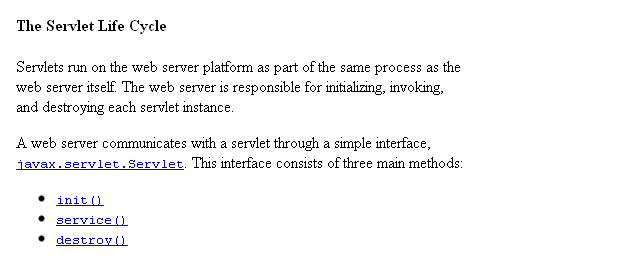 The Servlet Life Cycle
Servlets run on the web server platform as part of the same process as the
web server itself. The web server is responsible for initializing, invoking,
and destroying each servlet instance.
A web server communicates with a servlet through a simple interface,
javax.servlet.Servlet. This interface consists of three main methods:
• init()
• service()
• destroy()